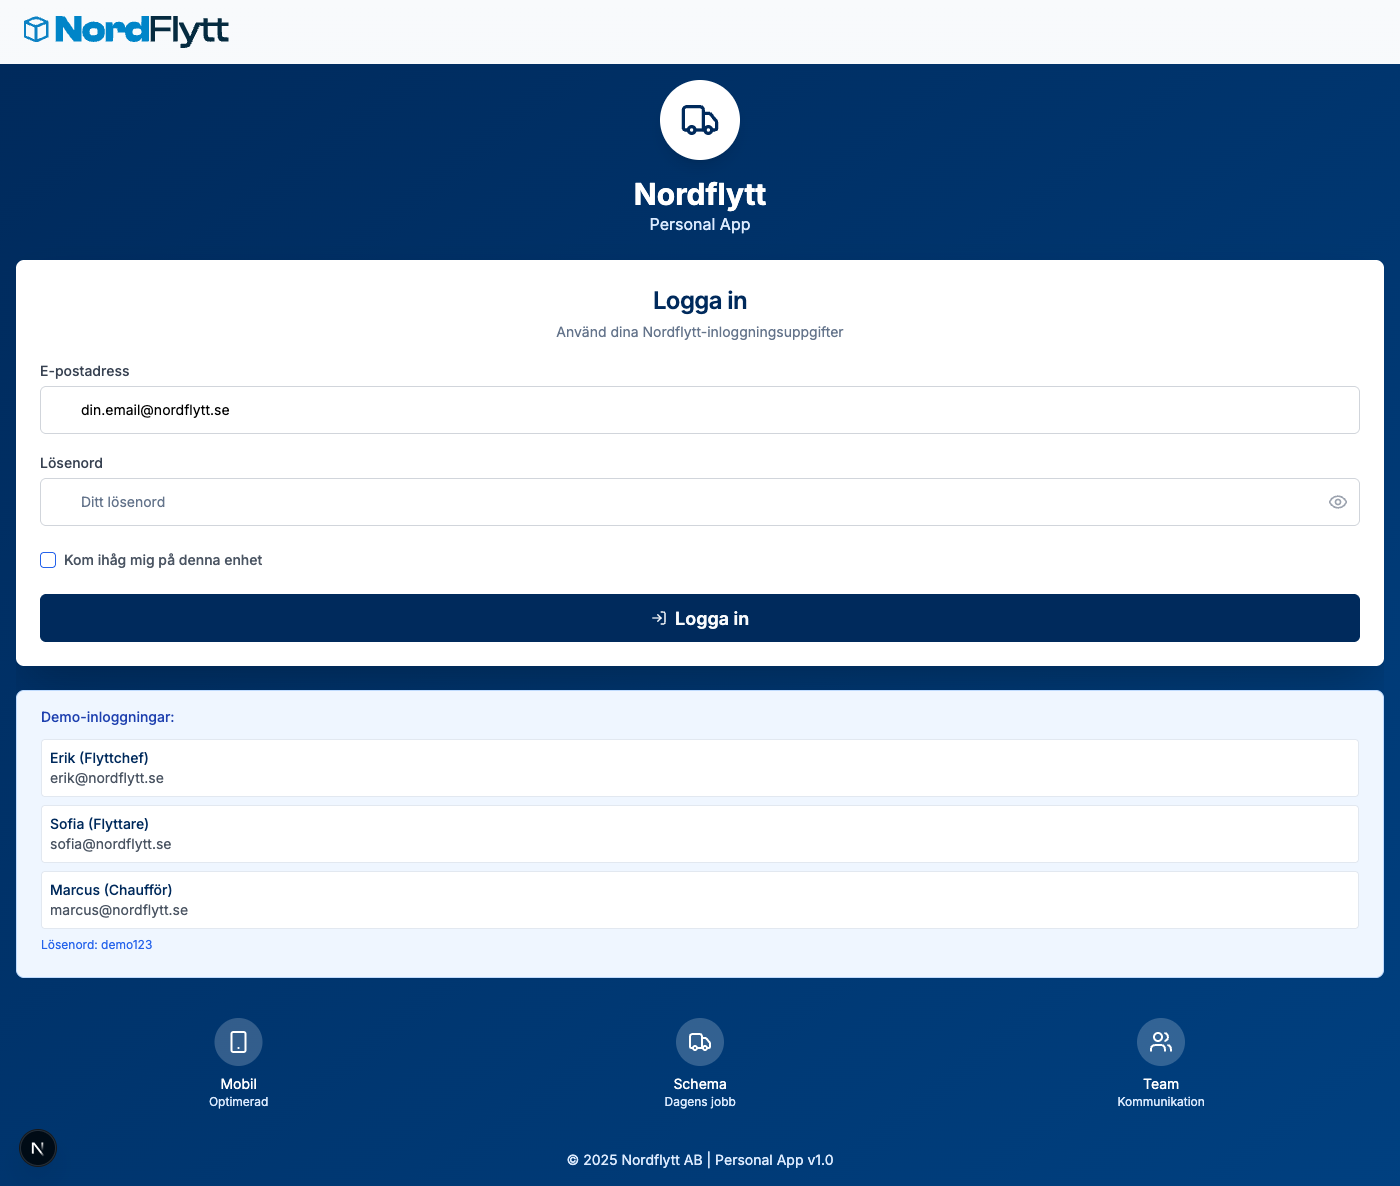 NordFlytt
Nordflytt
Personal App
Logga in
Använd dina Nordflytt-inloggningsuppgifter
E-postadress
din.email@nordflytt.se
Lösenord
Ditt lösenord
Kom ihåg mig på denna enhet
Logga in
Demo-inloggningar:
Erik (Flyttchef)
erik@nordflytt.se
Sofia (Flyttare)
sofia@nordflytt.se
Marcus (Chaufför)
marcus@nordflytt.se
Lösenord: demo123
Mobil
Optimerad
Schema
Dagens jobb
Team
Kommunikation
N
© 2025 Nordflytt AB | Personal App v1.0